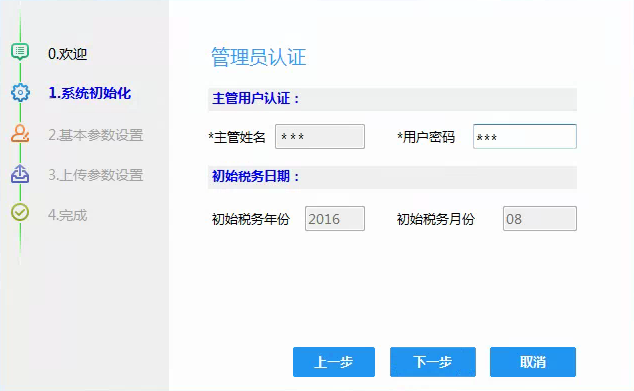 0.欢迎
1.系统初始化
2.基本参数设置
3.上传参数设置
4.完成
管理员认证
主管用户认证：
*主管姓名 *** *用户密码 ***
初始税务日期：
初始税务年份 2016 初始税务月份 08
上一步 下一步 取消